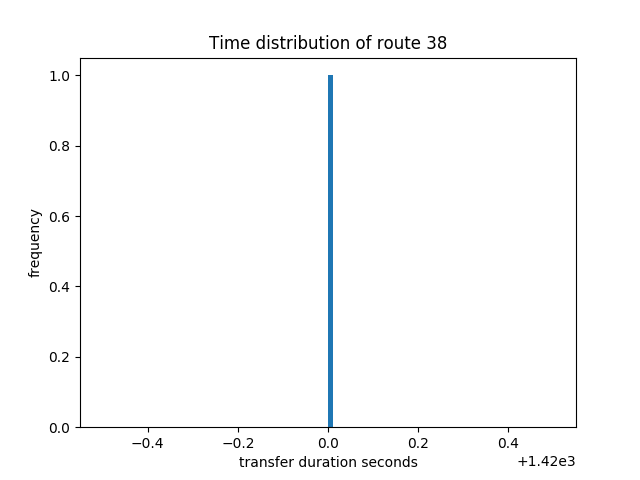 Time distribution of route 38
1.0
0.8
0.6
0.4
0.2
0.0
frequency
−0.4 −0.2 0.0 0.2 0.4
transfer duration seconds
+1.42e3